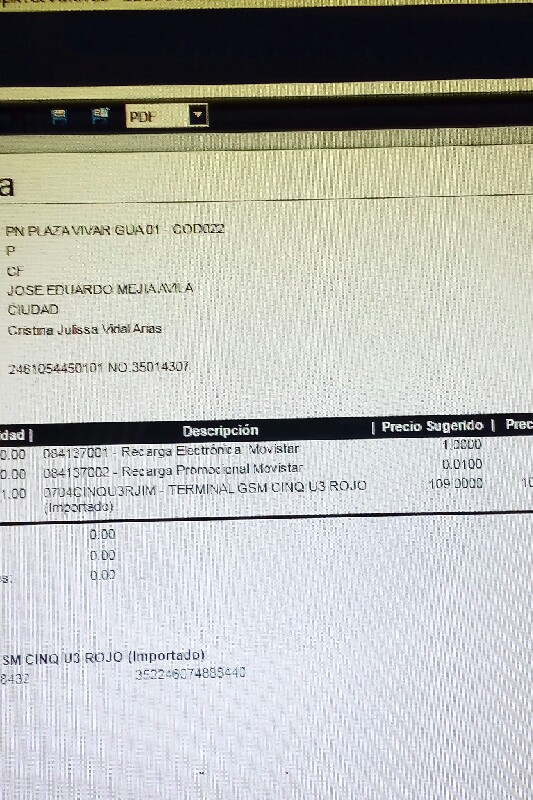 PDF
a
PN PLAZA VIVAR GUA 01 - COD022
P
CF
JOSE EDUARDO MEJIA AVILA
CIUDAD
Cristina Julissa Vidal Arias
2461054450101 NO.35014307
dad | Descripción | Precio Sugerido | Prec
0.00 084137001 - Recarga Electrónica Movistar 1.0000
0.00 084137002 - Recarga Promocional Movistar 0.0100
1.00 0704CINQU3RJIM - TERMINAL GSM CINQ U3 ROJO 109.0000 10
(Importado)
0.00
0.00
s: 0.00
SM CINQ U3 ROJO (Importado)
8432 352246074888440